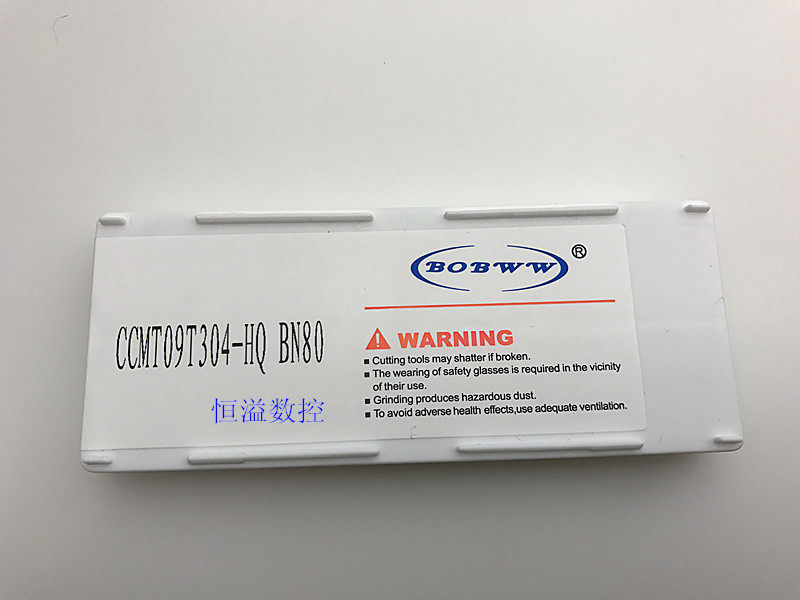 BOBWW®
CCMT09T304-HQ BN80
恒溢数控
WARNING
■ Cutting tools may shatter if broken.
■ The wearing of safety glasses is required in the vicinity
of their use.
■ Grinding produces hazardous dust.
■ To avoid adverse health effects,use adequate ventilation.